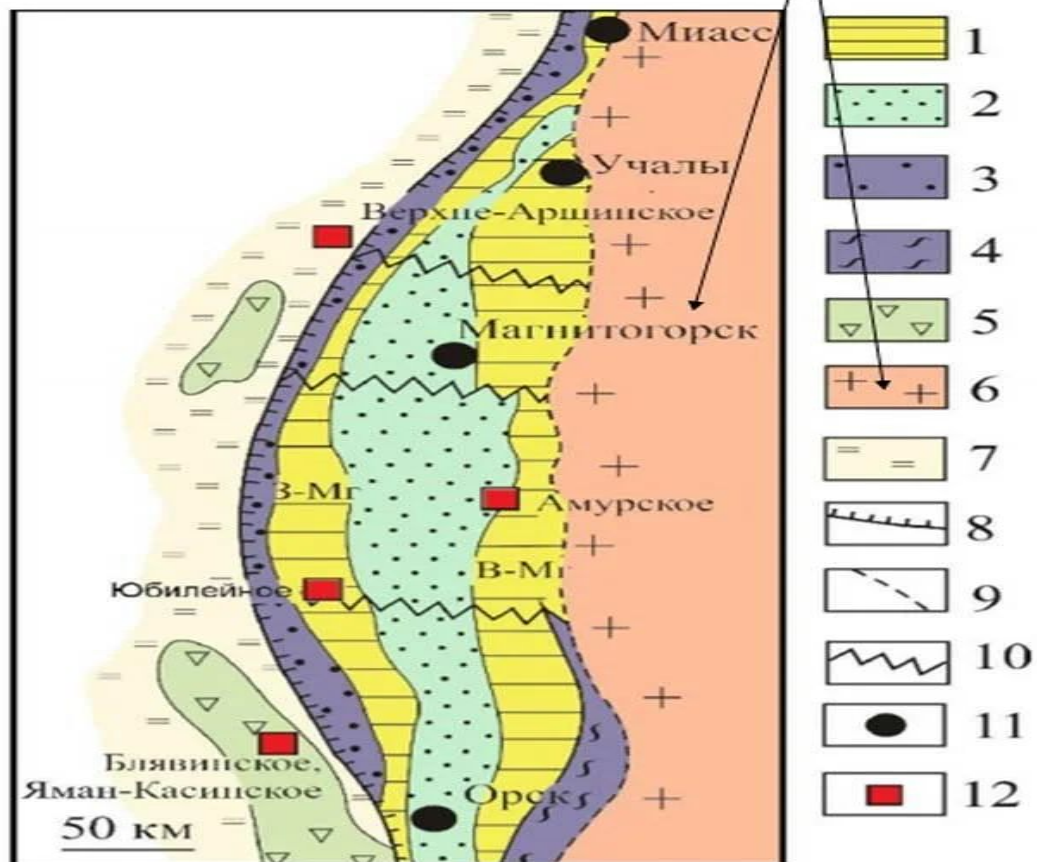 Миасс
Учалы
Верхне-Аршинское
Магнитогорск
З-Мг
Амурское
В-Мг
Юбилейное
Блявинское,
Яман-Касинское
Орск
50 км
1
2
3
4
5
6
7
8
9
10
11
12